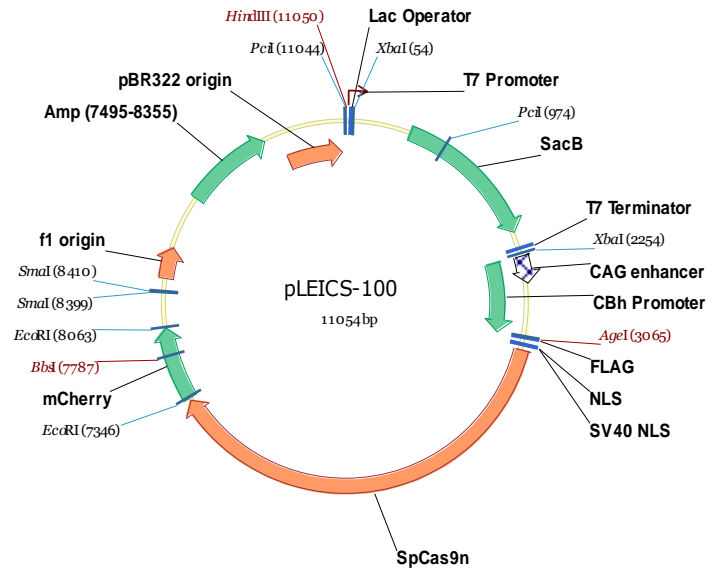 HindIII (11050)
Lac Operator
PciI (11044)
XbaI (54)
pBR322 origin
T7 Promoter
Amp (7495-8355)
PciI (974)
SacB
T7 Terminator
f1 origin
XbaI (2254)
SmaI (8410)
CAG enhancer
pLEICS-100
SmaI (8399)
CBh Promoter
11054 bp
EcoRI (8063)
AgeI (3065)
BbsI (7787)
FLAG
mCherry
NLS
EcoRI (7346)
SV40 NLS
SpCas9n